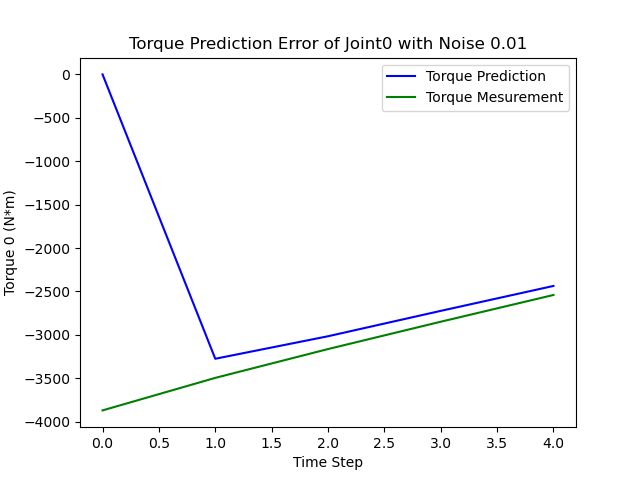 Torque Prediction Error of Joint0 with Noise 0.01
Torque Prediction
Torque Mesurement
Torque 0 (N*m)
0
−500
−1000
−1500
−2000
−2500
−3000
−3500
−4000
0.0 0.5 1.0 1.5 2.0 2.5 3.0 3.5 4.0
Time Step